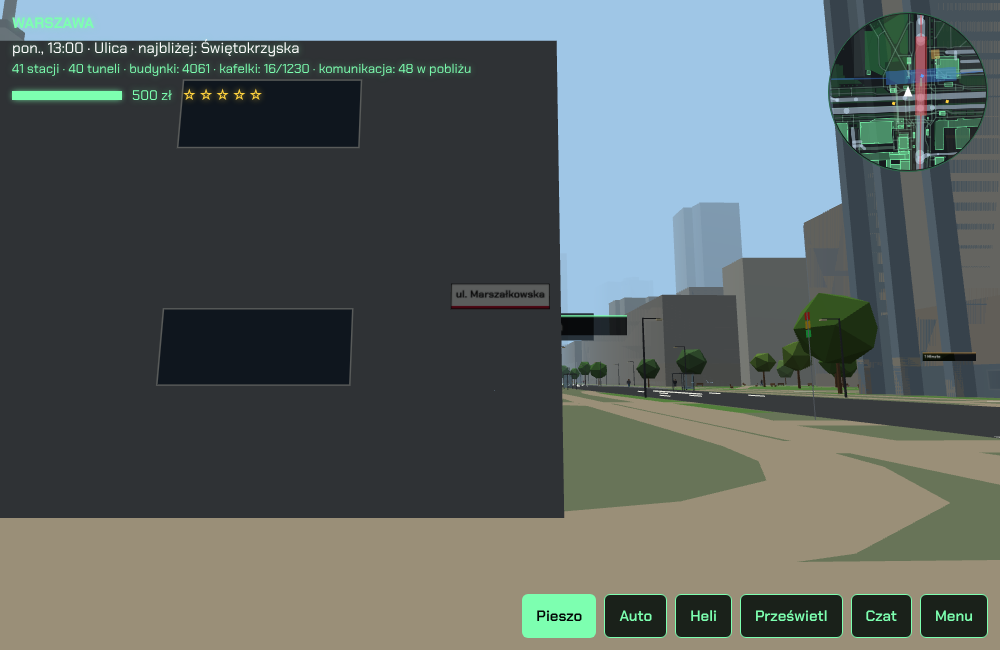 WARSZAWA
pon., 13:00 · Ulica · najbliżej: Świętokrzyska
41 stacji · 40 tuneli · budynki: 4061 · kafelki: 16/1230 · komunikacja: 48 w pobliżu
500 zł ☆☆☆☆☆
ul. Marszałkowska
Pieszo
Auto
Heli
Prześwietl
Czat
Menu